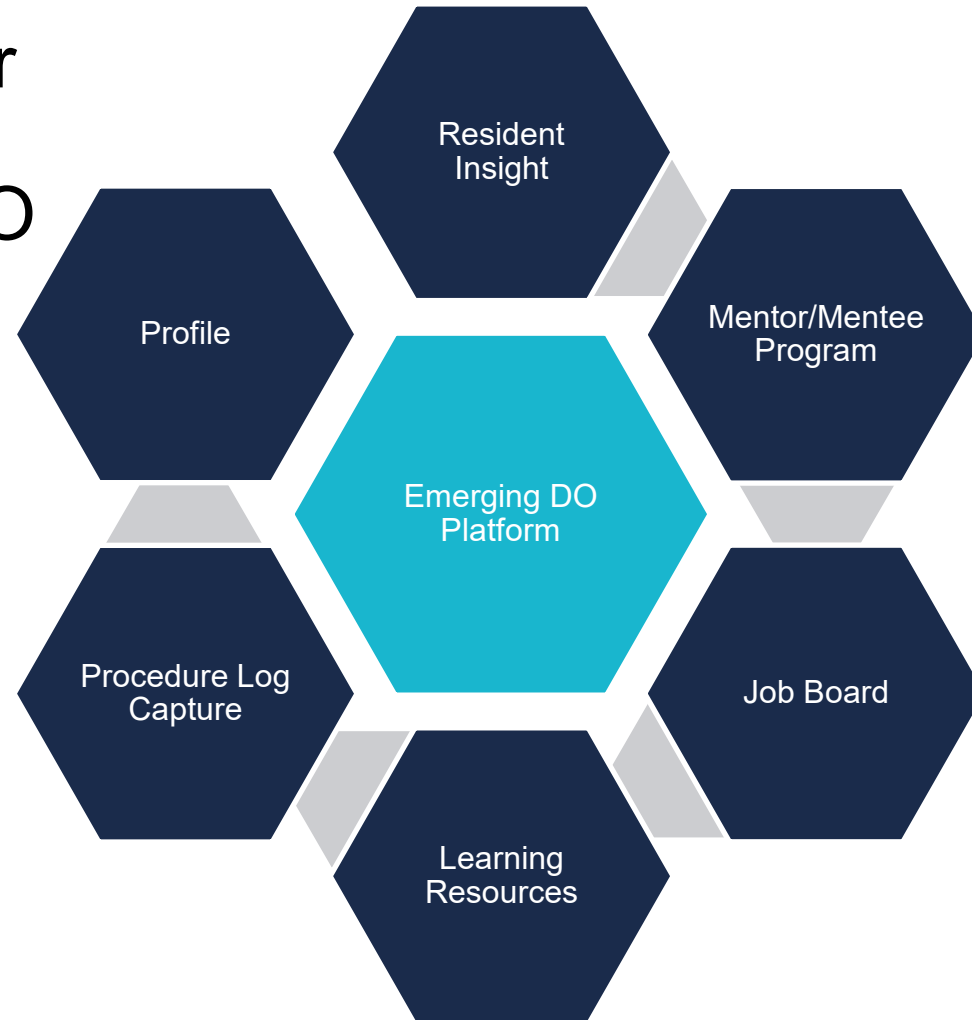 r
O
Resident
Insight
Profile
Mentor/Mentee
Program
Emerging DO
Platform
Procedure Log
Capture
Job Board
Learning
Resources